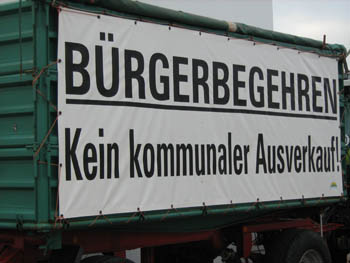 BÜRGERBEGEHREN
Kein kommunaler Ausverkauf!